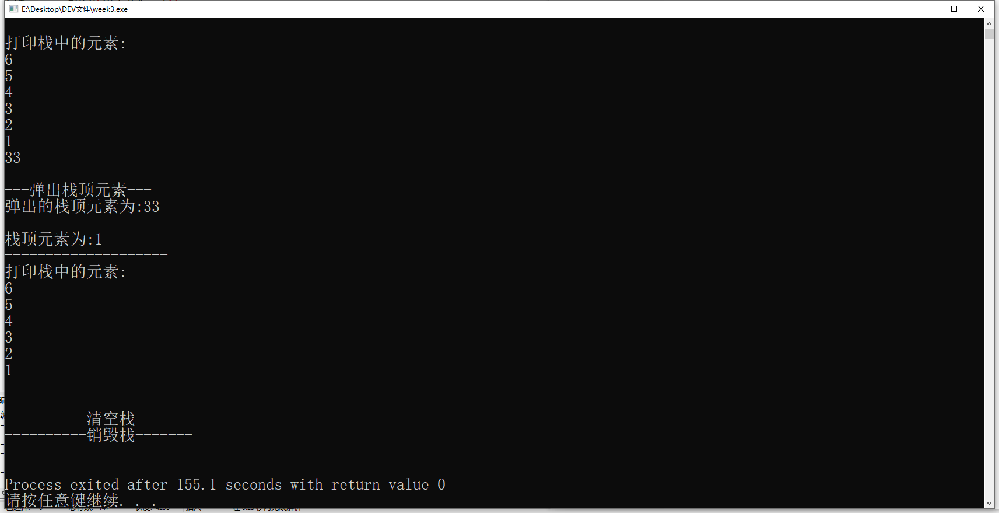 E:\Desktop\DEV文件\week3.exe
--------------------
打印栈中的元素:
6
5
4
3
2
1
33
---弹出栈顶元素---
弹出的栈顶元素为:33
--------------------
栈顶元素为:1
--------------------
打印栈中的元素:
6
5
4
3
2
1
--------------------
----------清空栈-------
----------销毁栈-------
--------------------------------
Process exited after 155.1 seconds with return value 0
请按任意键继续. . .